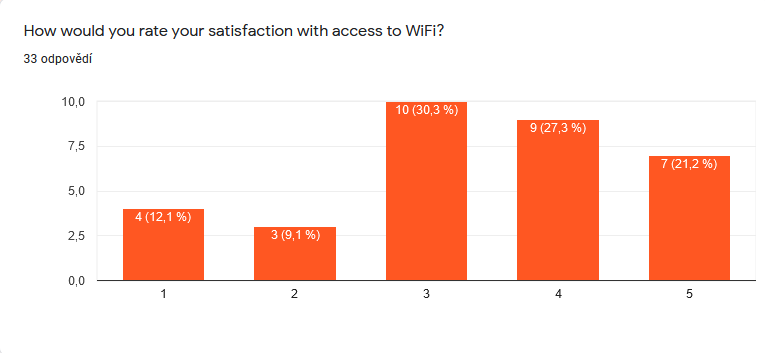 How would you rate your satisfaction with access to WiFi?
33 odpovědí
10,0
7,5
5,0
2,5
0,0
4 (12,1 %)
3 (9,1 %)
10 (30,3 %)
9 (27,3 %)
7 (21,2 %)
1
2
3
4
5